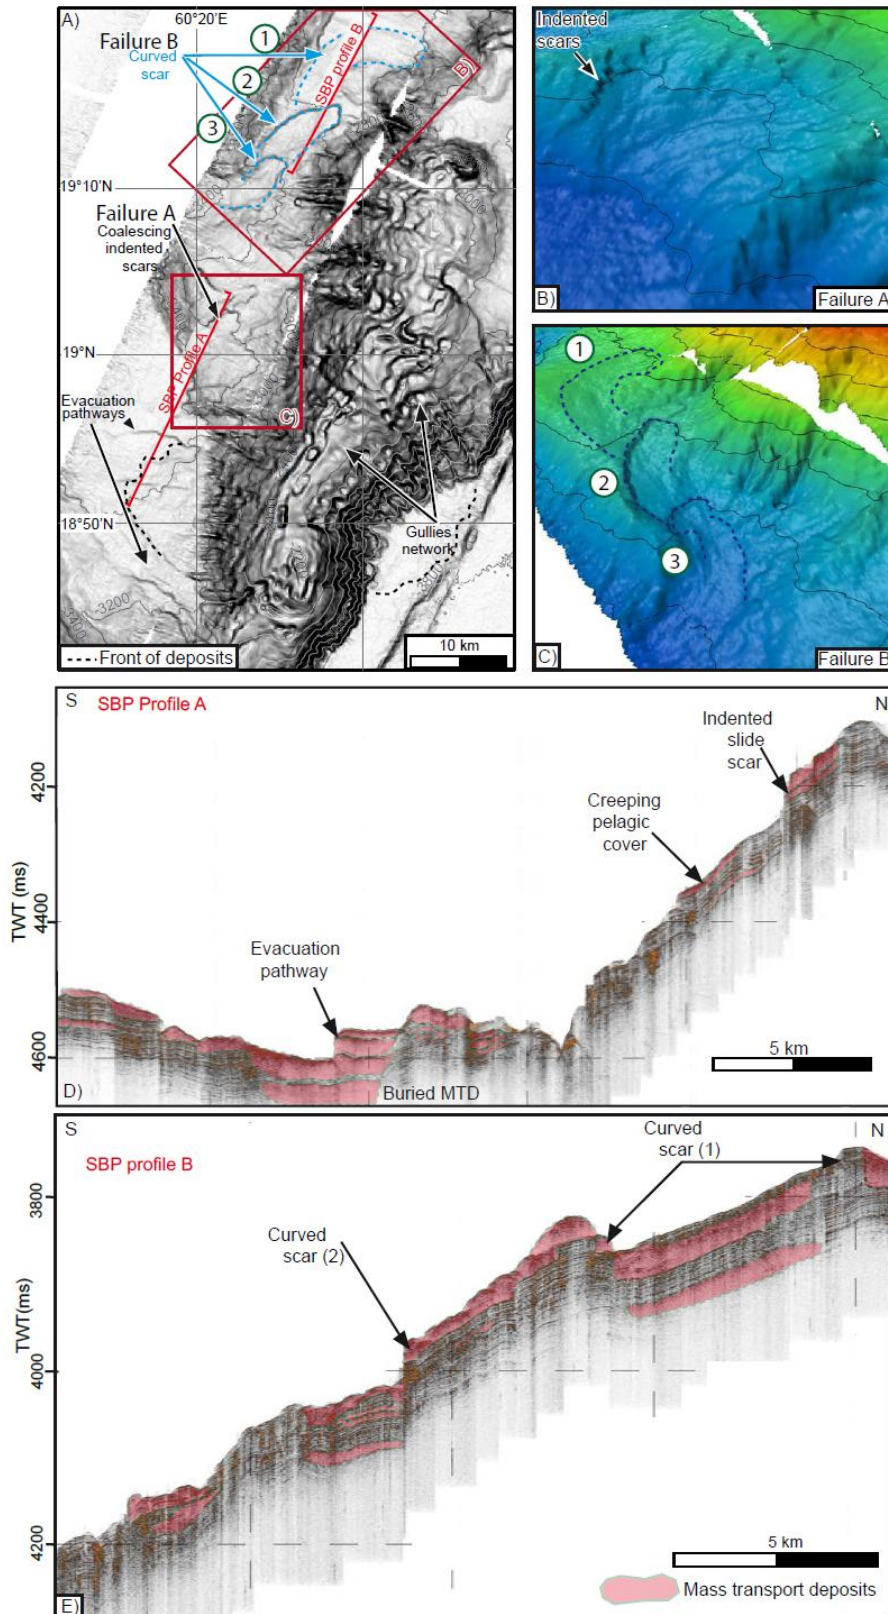 A)
60°20'E
Failure B
Curved
scar
1
2
3
SBP profile B
B)
19°10'N
Failure A
Coalescing
indented
scars
SBP Profile A
19°N
C)
Evacuation
pathways
18°50'N
Gullies
network
-3200
-3400
Front of deposits
10 km
Indented
scars
B)
Failure A
1
2
3
C)
Failure B
S
SBP Profile A
N
Indented
slide
scar
4200
Creeping
pelagic
cover
TWT (ms)
4400
Evacuation
pathway
4600
5 km
D)
Buried MTD
S
SBP profile B
Curved
scar (1)
N
3800
Curved
scar (2)
TWT(ms)
4000
4200
5 km
E)
Mass transport deposits